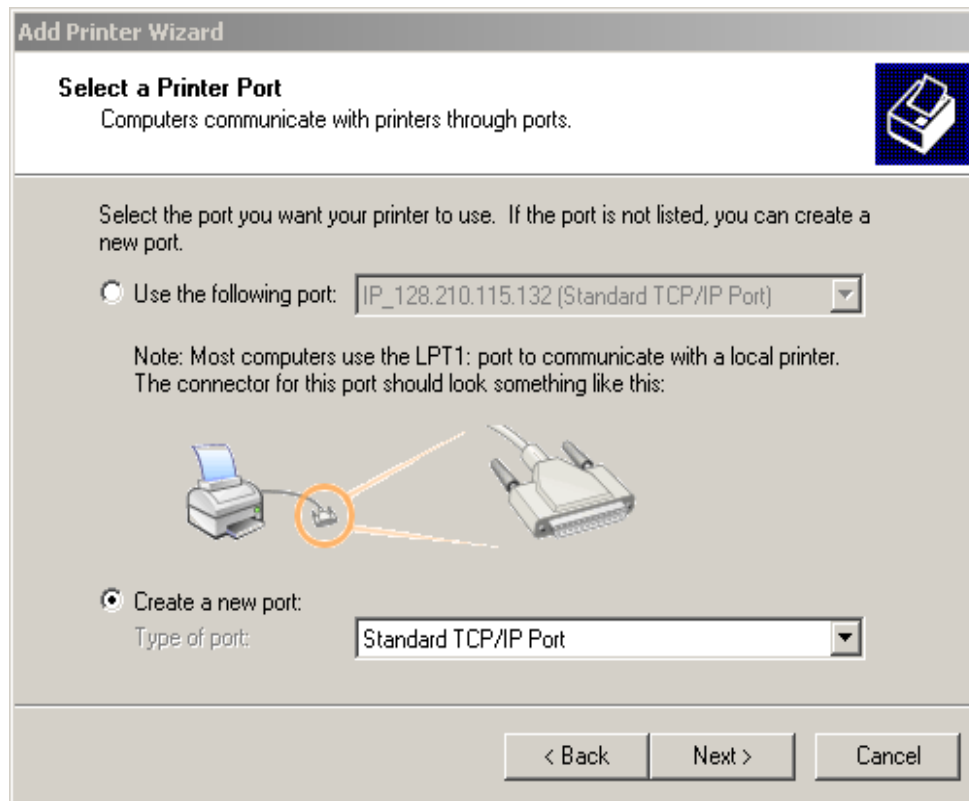 Add Printer Wizard
Select a Printer Port
Computers communicate with printers through ports.
Select the port you want your printer to use.  If the port is not listed, you can create a
new port.
Use the following port: IP_128.210.115.132 (Standard TCP/IP Port)
Note: Most computers use the LPT1: port to communicate with a local printer.
The connector for this port should look something like this:
Create a new port:
Type of port: Standard TCP/IP Port
< Back Next > Cancel